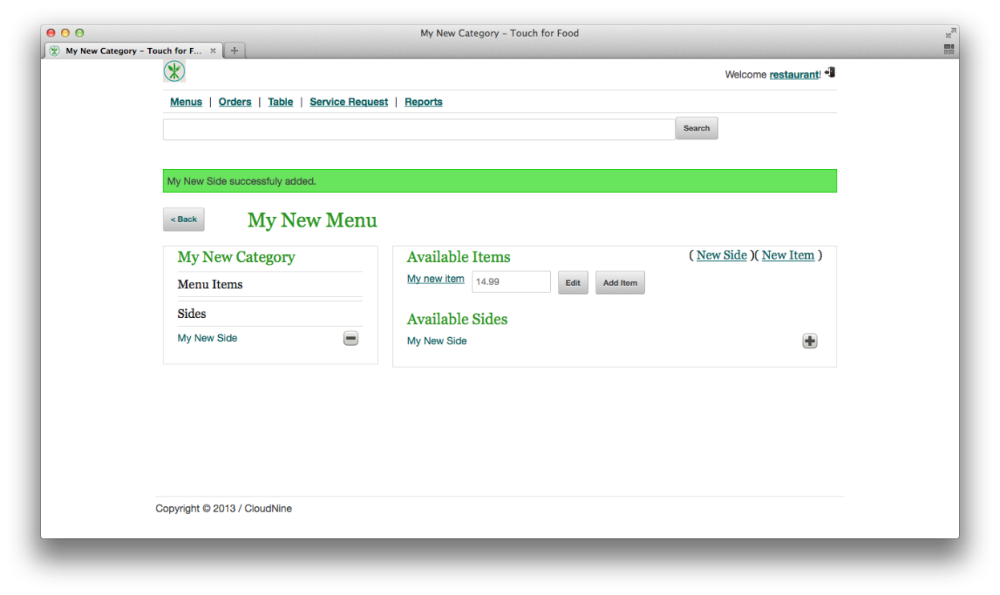 My New Category – Touch for Food
My New Category – Touch for F...
Welcome restaurant!
Menus | Orders | Table | Service Request | Reports
Search
My New Side successfuly added.
< Back
My New Menu
My New Category
Menu Items
Sides
My New Side
Available Items
( New Side )( New Item )
My new item 14.99 Edit Add Item
Available Sides
My New Side
Copyright © 2013 / CloudNine